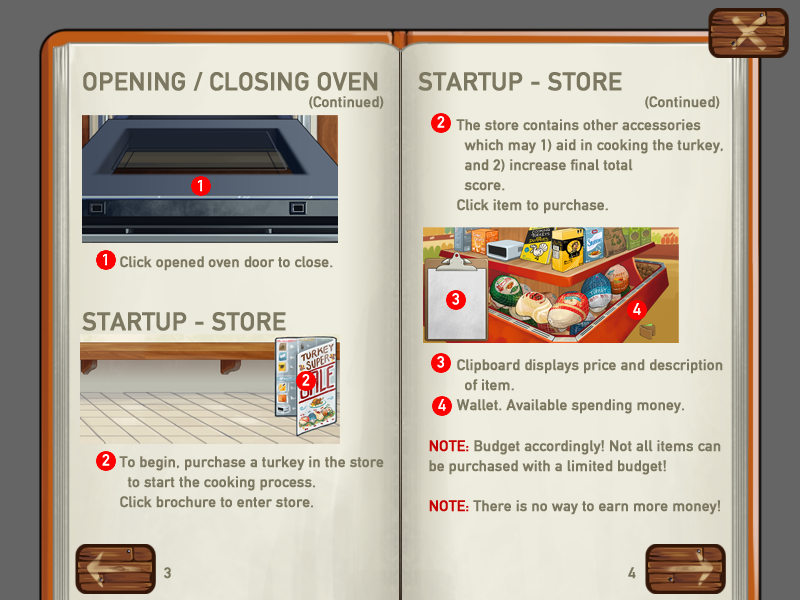 OPENING / CLOSING OVEN
(Continued)
1
1 Click opened oven door to close.
STARTUP - STORE
TURKEY
SUPER
SALE
2
2 To begin, purchase a turkey in the store
to start the cooking process.
Click brochure to enter store.
3
STARTUP - STORE
(Continued)
2 The store contains other accessories
which may 1) aid in cooking the turkey,
and 2) increase final total
score.
Click item to purchase.
3
4
3 Clipboard displays price and description
of item.
4 Wallet. Available spending money.
NOTE: Budget accordingly! Not all items can
be purchased with a limited budget!
NOTE: There is no way to earn more money!
4